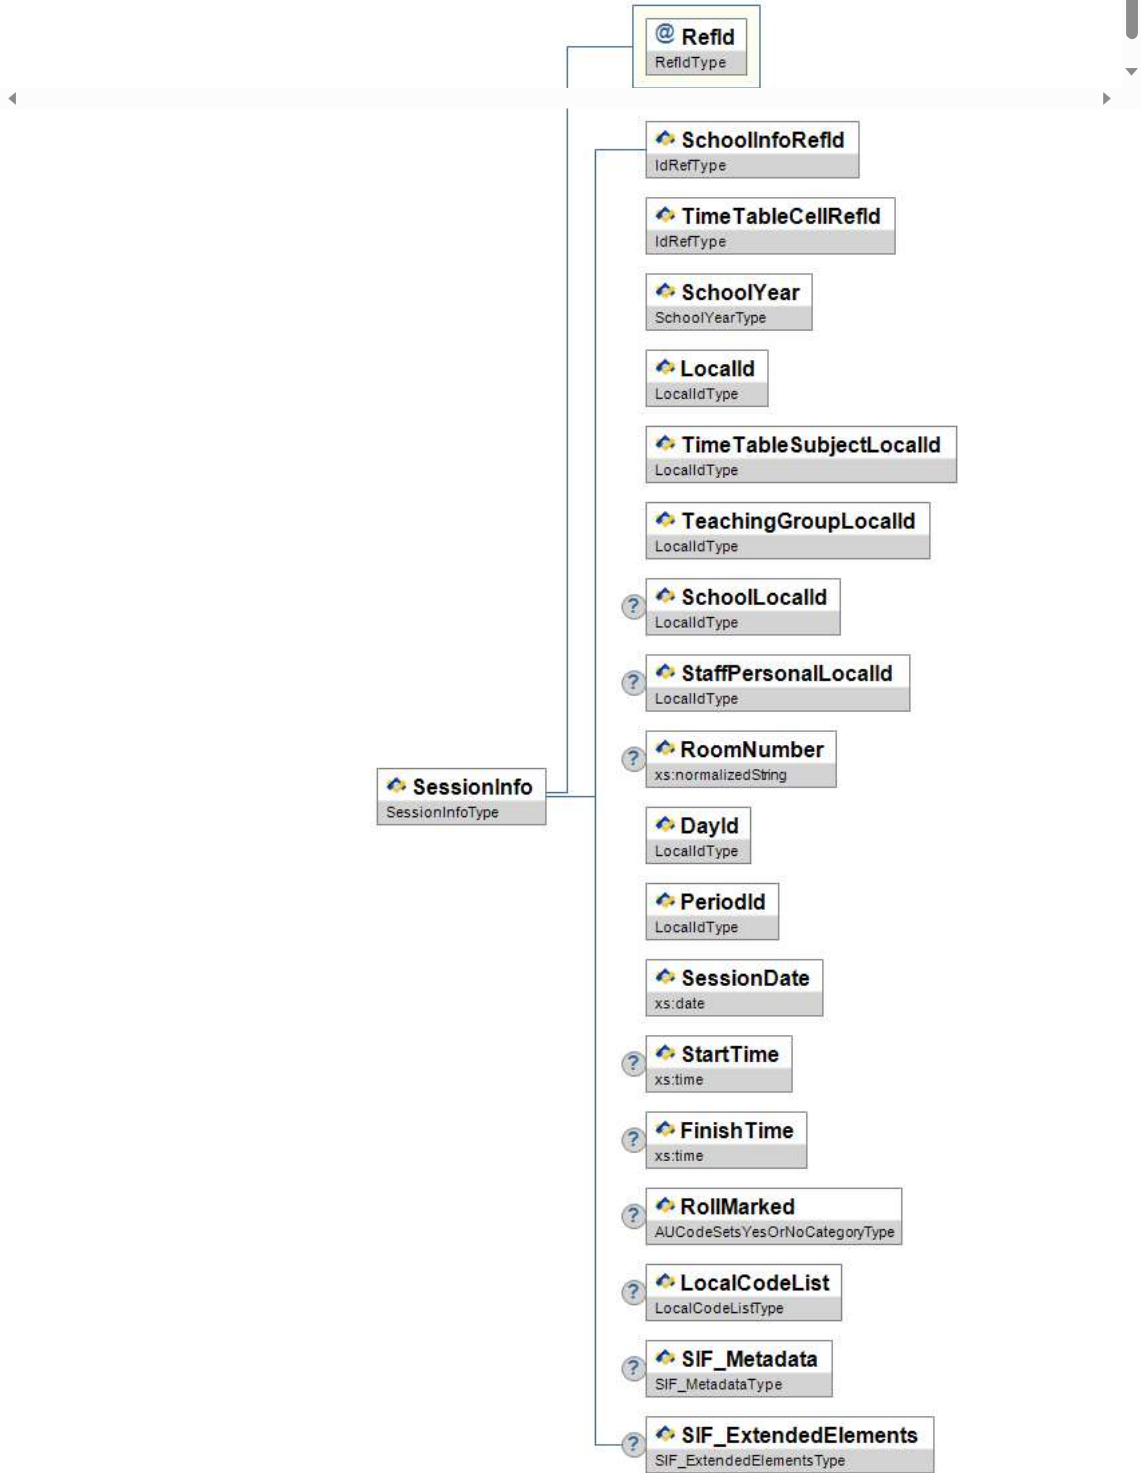 @ RefId
RefIdType
SchoolInfoRefId
IdRefType
TimeTableCellRefId
IdRefType
SchoolYear
SchoolYearType
LocalId
LocalIdType
TimeTableSubjectLocalId
LocalIdType
TeachingGroupLocalId
LocalIdType
? SchoolLocalId
LocalIdType
? StaffPersonalLocalId
LocalIdType
? RoomNumber
xs:normalizedString
SessionInfo
SessionInfoType
DayId
LocalIdType
PeriodId
LocalIdType
SessionDate
xs:date
? StartTime
xs:time
? FinishTime
xs:time
? RollMarked
AUCodeSetsYesOrNoCategoryType
? LocalCodeList
LocalCodeListType
? SIF_Metadata
SIF_MetadataType
? SIF_ExtendedElements
SIF_ExtendedElementsType